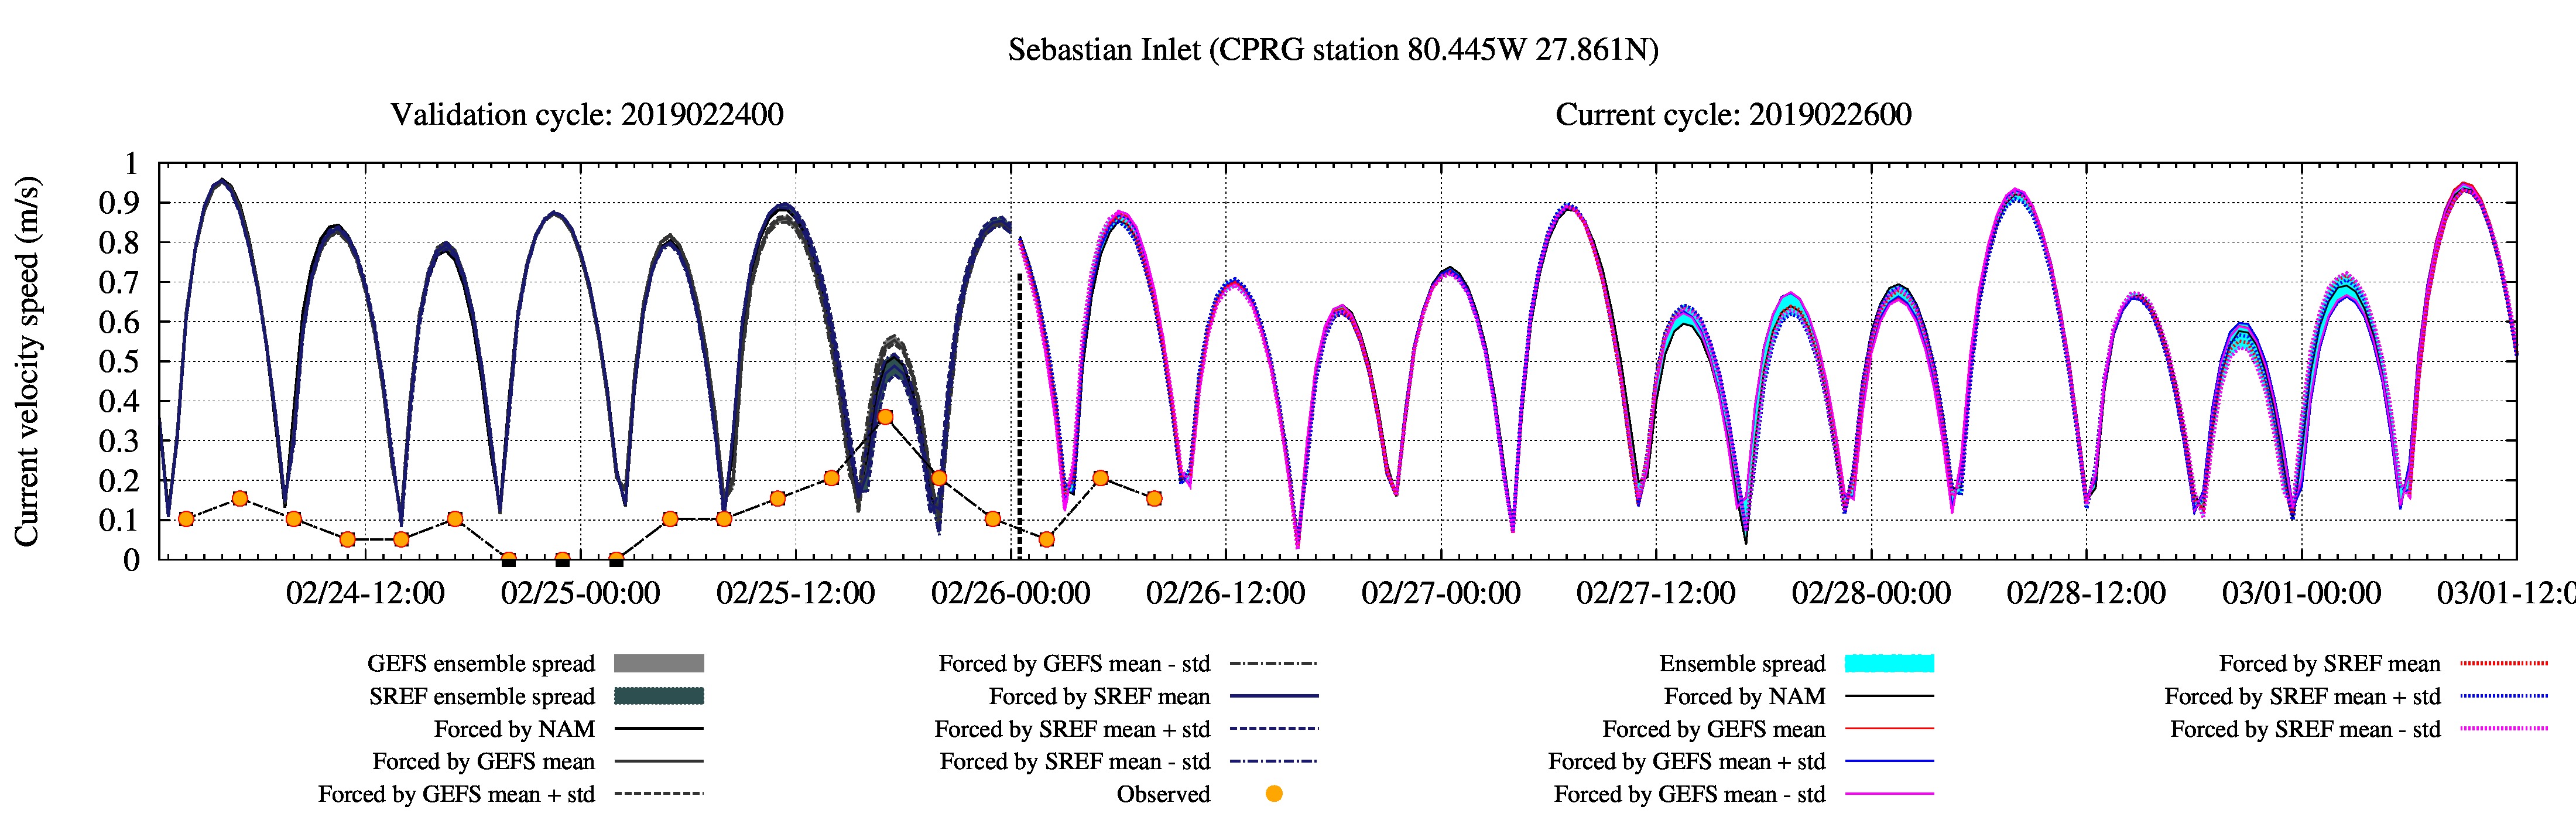 Sebastian Inlet (CPRG station 80.445W 27.861N)
Validation cycle: 2019022400
Current cycle: 2019022600
Current velocity speed (m/s)
1
0.9
0.8
0.7
0.6
0.5
0.4
0.3
0.2
0.1
0
02/24-12:00 02/25-00:00 02/25-12:00 02/26-00:00 02/26-12:00 02/27-00:00 02/27-12:00 02/28-00:00 02/28-12:00 03/01-00:00 03/01-12:0
GEFS ensemble spread
SREF ensemble spread
Forced by NAM
Forced by GEFS mean
Forced by GEFS mean + std
Forced by GEFS mean - std
Forced by SREF mean
Forced by SREF mean + std
Forced by SREF mean - std
Observed
Ensemble spread
Forced by NAM
Forced by GEFS mean
Forced by GEFS mean + std
Forced by GEFS mean - std
Forced by SREF mean
Forced by SREF mean + std
Forced by SREF mean - std